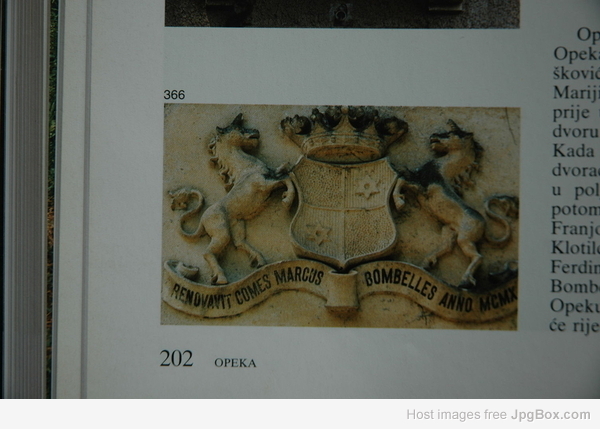 366
RENOVAVIT COMES MARCUS BOMBELLES ANNO MCMX
202 OPEKA
Op
Opeka
šković
Mariji
prije
dvoru
Kada
dvorac
u pol
potom
Franjo
Klotild
Ferdin
Bombe
Opeku
će rije
Host images free JpgBox.com